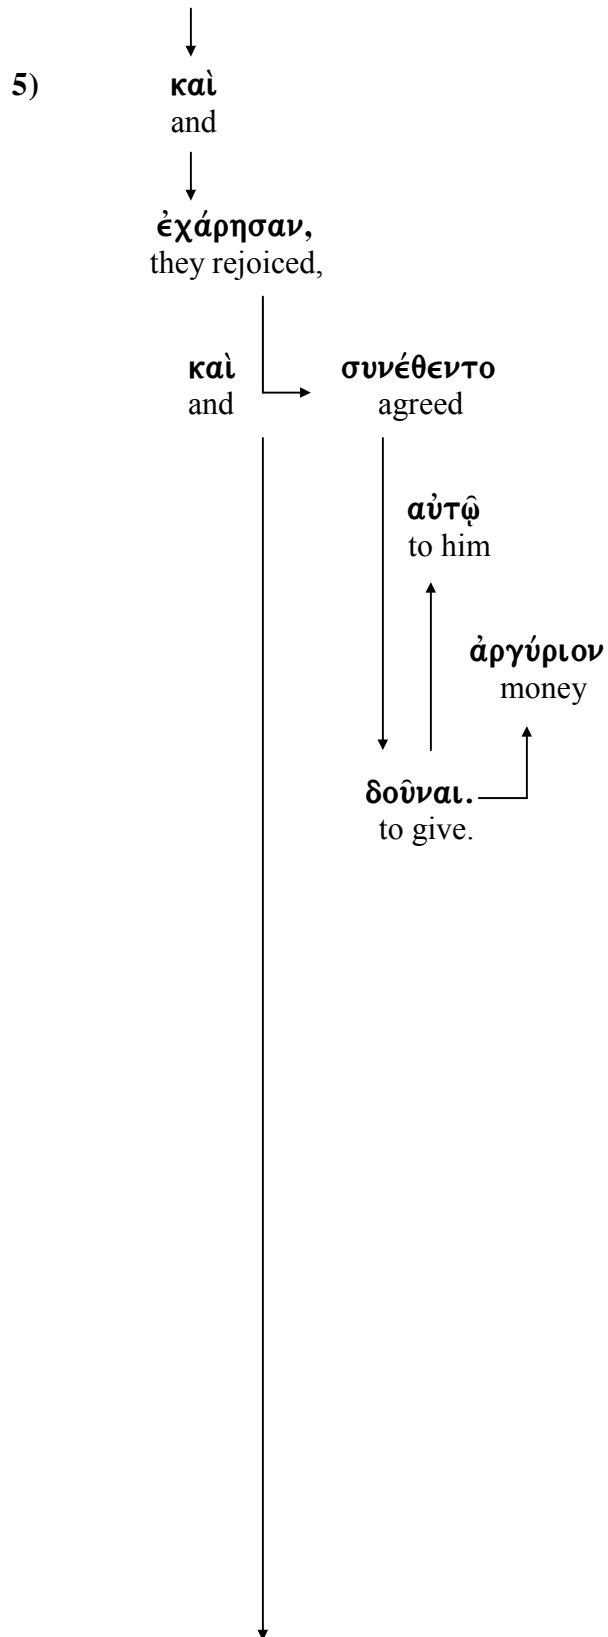 5) καὶ
and
ἐχάρησαν,
they rejoiced,
καὶ συνέθεντο
and agreed
αὐτῷ
to him
ἀργύριον
money
δοῦναι.
to give.